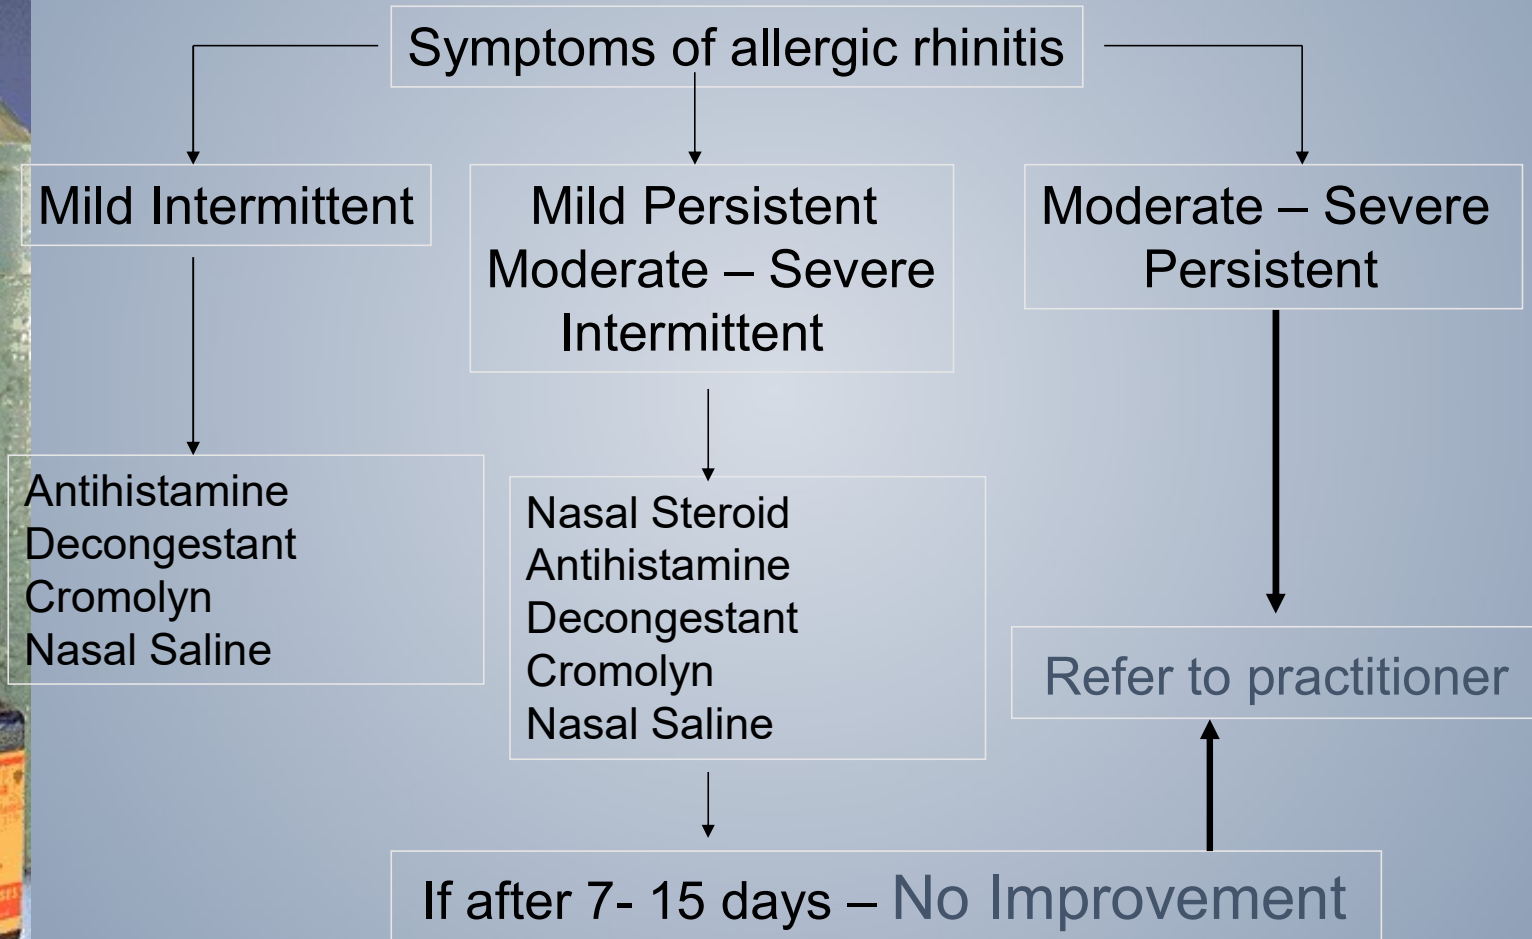 Symptoms of allergic rhinitis
Mild Intermittent
Mild Persistent
Moderate – Severe
Intermittent
Moderate – Severe
Persistent
Antihistamine
Decongestant
Cromolyn
Nasal Saline
Nasal Steroid
Antihistamine
Decongestant
Cromolyn
Nasal Saline
Refer to practitioner
If after 7- 15 days – No Improvement